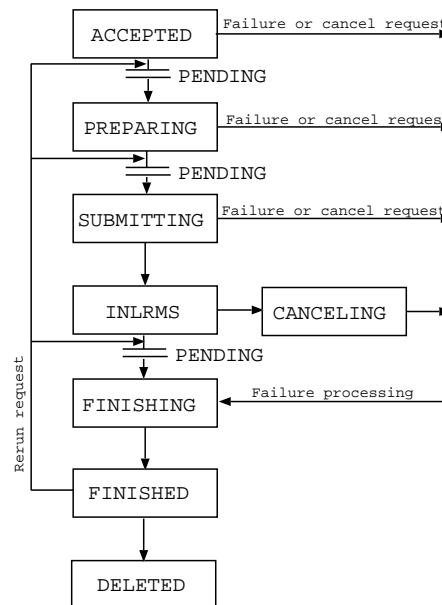 ACCEPTED
Failure or cancel request
PENDING
PREPARING
Failure or cancel reques
PENDING
SUBMITTING
Failure or cancel request
INLRMS
CANCELING
PENDING
FINISHING
Failure processing
Rerun request
FINISHED
DELETED